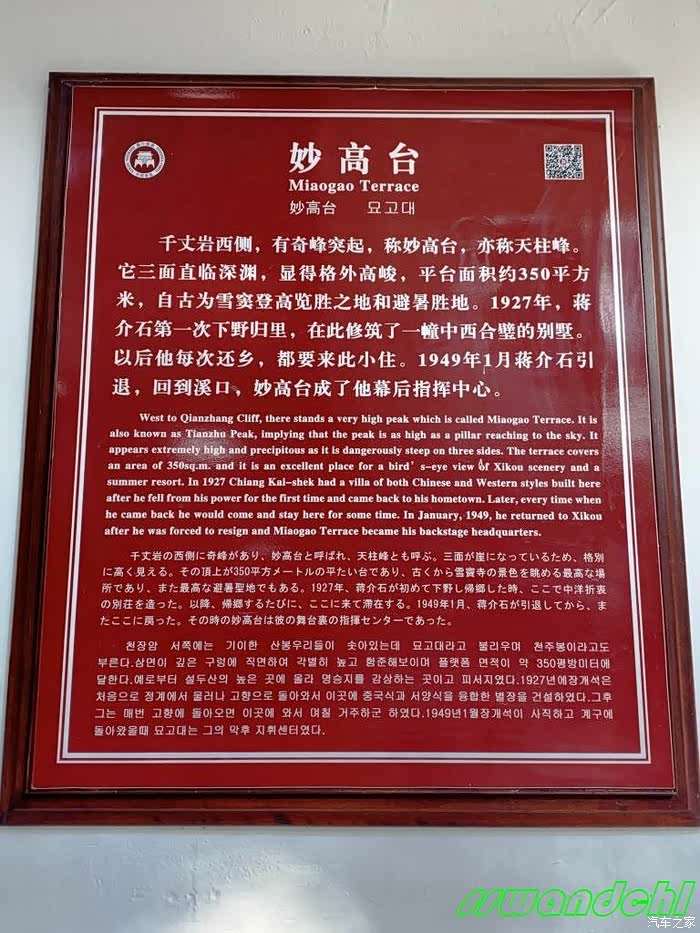 妙高台
Miaogao Terrace
妙高台 묘고대
千丈岩西侧，有奇峰突起，称妙高台，亦称天柱峰。
它三面直临深渊，显得格外高峻，平台面积约350平方
米，自古为雪窦登高览胜之地和避暑胜地。1927年，蒋
介石第一次下野归里，在此修筑了一幢中西合璧的别墅。
以后他每次还乡，都要来此小住。1949年1月蒋介石引
退，回到溪口，妙高台成了他幕后指挥中心。
West to Qianzhang Cliff, there stands a very high peak which is called Miaogao Terrace. It is
also known as Tianzhu Peak, implying that the peak is as high as a pillar reaching to the sky. It
appears extremely high and precipitous as it is dangerously steep on three sides. The terrace covers
an area of 350sq.m. and it is an excellent place for a bird’s-eye view of Xikou scenery and a
summer resort. In 1927 Chiang Kai-shek had a villa of both Chinese and Western styles built here
after he fell from his power for the first time and came back to his hometown. Later, every time when
he came back he would come and stay here for some time. In January, 1949, he returned to Xikou
after he was forced to resign and Miaogao Terrace became his backstage headquarters.
千丈岩の西側に奇峰があり、妙高台と呼ばれ、天柱峰とも呼ぶ。三面が崖になっているため、格別
に高く見える。その頂上が350平方メートルの平たい台であり、古くから雪竇寺の景色を眺める最高な場
所であり、また最高な避暑聖地でもある。1927年、蒋介石が初めて下野し帰郷した時、ここで中洋折衷
の別荘を造った。以降、帰郷するたびに、ここに来て滞在する。1949年1月、蒋介石が引退してから、ま
たここに戻った。その時の妙高台は彼の舞台裏の指揮センターであった。
천장암 서쪽에는 기이한 산봉우리들이 솟아있는데 묘고대라고 불리우며 천주봉이라고도
부른다.삼면이 깊은 구렁에 직면하여 각별히 높고 험준해보이며 플랫폼 면적이 약 350평방미터에
달한다.예로부터 설두산의 높은 곳에 올라 명승지를 감상하는 곳이고 피서지였다.1927년에장개석은
처음으로 정계에서 물러나 고향으로 돌아와서 이곳에 중국식과 서양식을 융합한 별장을 건설하였다.그후
그는 매번 고향에 돌아오면 이곳에 와서 며칠 거주하군 하였다.1949년1월장개석이 사직하고 계구에
돌아왔을때 묘고대는 그의 막후 지휘센터였다.
sswandchl
汽车之家